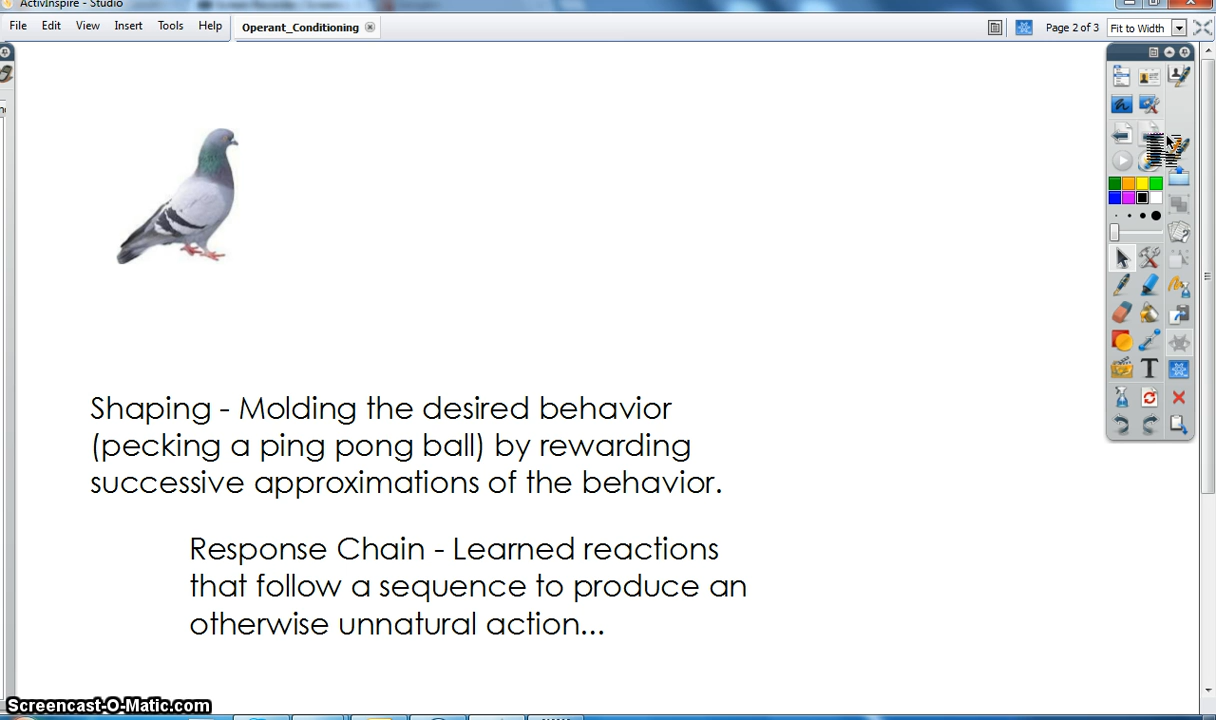 ActivInspire - Studio
File Edit View Insert Tools Help Operant_Conditioning Page 2 of 3 Fit to Width
Shaping - Molding the desired behavior
(pecking a ping pong ball) by rewarding
successive approximations of the behavior.
Response Chain - Learned reactions
that follow a sequence to produce an
otherwise unnatural action...
Screencast-O-Matic.com